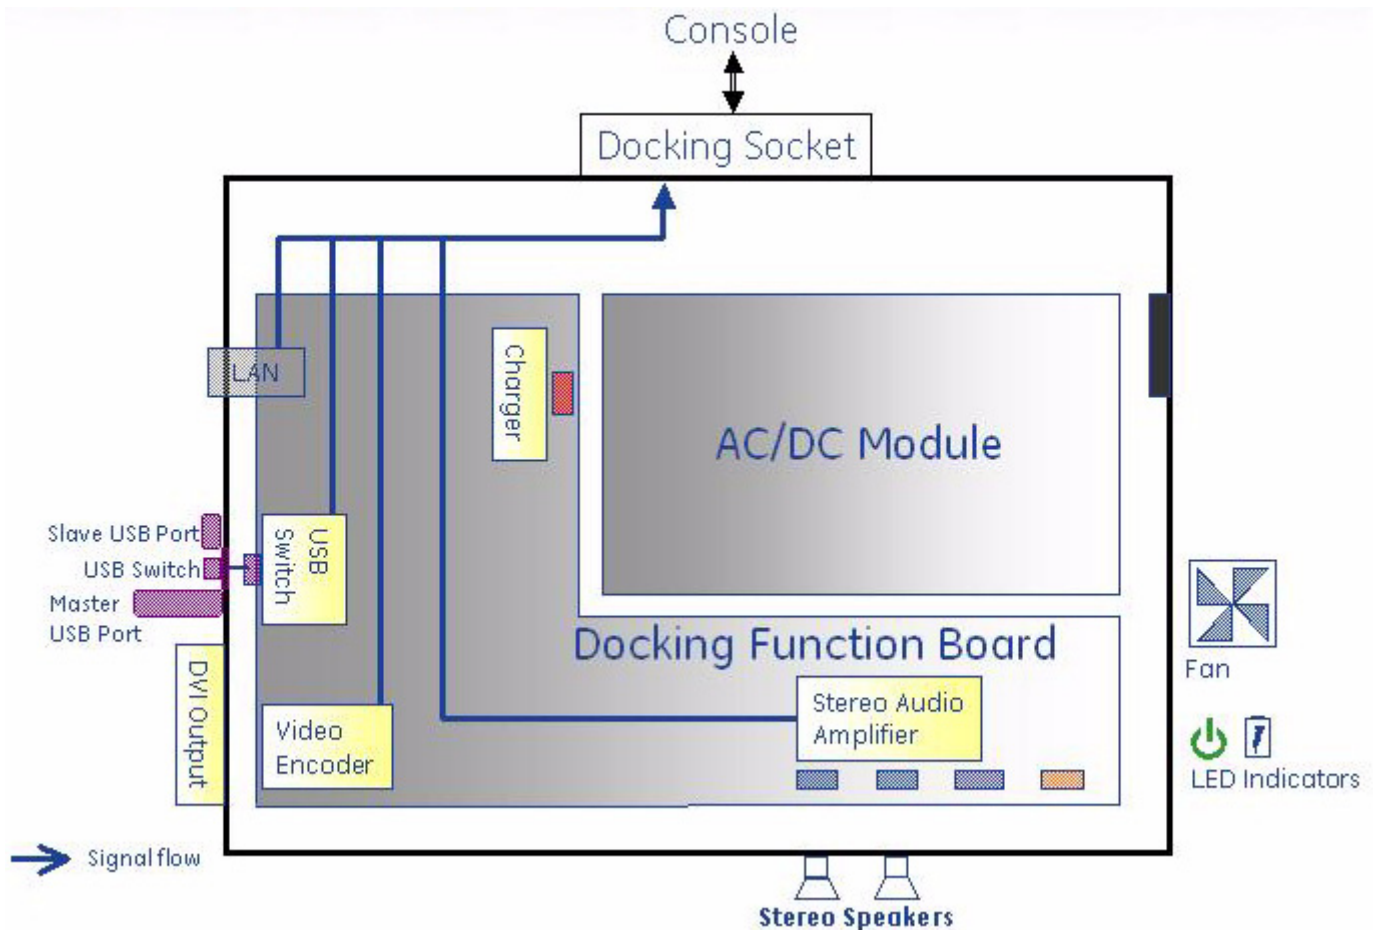 Console
Docking Socket
LAN
Charger
AC/DC Module
Slave USB Port
USB Switch
Master
USB Port
USB
Switch
Docking Function Board
Fan
DVI Output
Video
Encoder
Stereo Audio
Amplifier
LED Indicators
Signal flow
Stereo Speakers